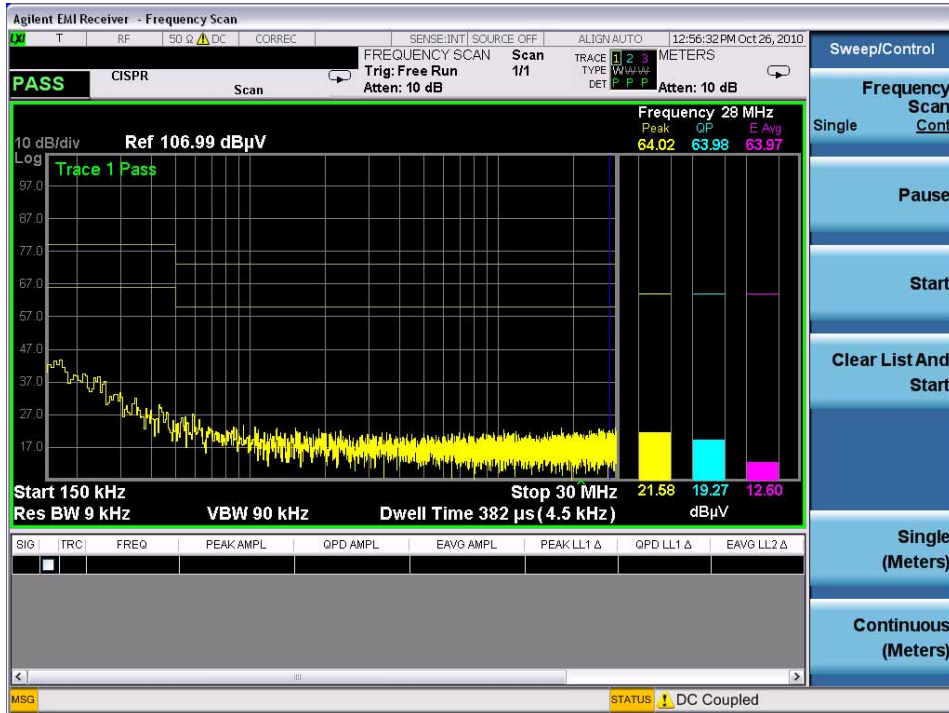 Agilent EMI Receiver - Frequency Scan
LXI T RF 50 Ω DC CORREC SENSE:INT SOURCE OFF ALIGN AUTO 12:56:32 PM Oct 26, 2010
PASS
CISPR
Scan
FREQUENCY SCAN Scan
Trig: Free Run 1/1
Atten: 10 dB
TRACE 1 2 3
TYPE W W W
DET P P P
METERS
Atten: 10 dB
Frequency 28 MHz
Peak QP E Avg
64.02 63.98 63.97
10 dB/div Ref 106.99 dBµV
Log
Trace 1 Pass
97.0
87.0
77.0
67.0
57.0
47.0
37.0
27.0
17.0
Start 150 kHz Stop 30 MHz
Res BW 9 kHz VBW 90 kHz Dwell Time 382 µs (4.5 kHz)
21.58 19.27 12.60
dBµV
SIG TRC FREQ PEAK AMPL QPD AMPL EAVG AMPL PEAK LL1 Δ QPD LL1 Δ EAVG LL2 Δ
MSG STATUS DC Coupled
Sweep/Control
Frequency
Scan
Single Cont
Pause
Start
Clear List And
Start
Single
(Meters)
Continuous
(Meters)